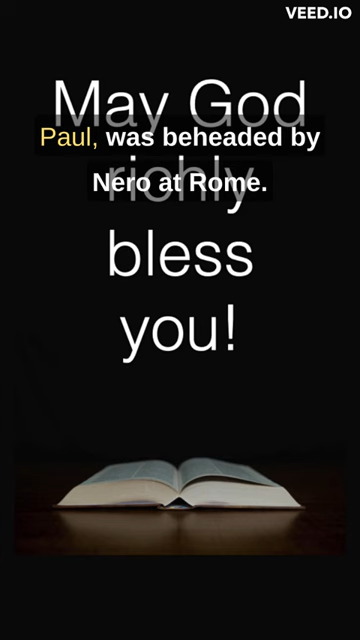 VEED.IO
May God
Paul, was beheaded by
richly
Nero at Rome.
bless
you!